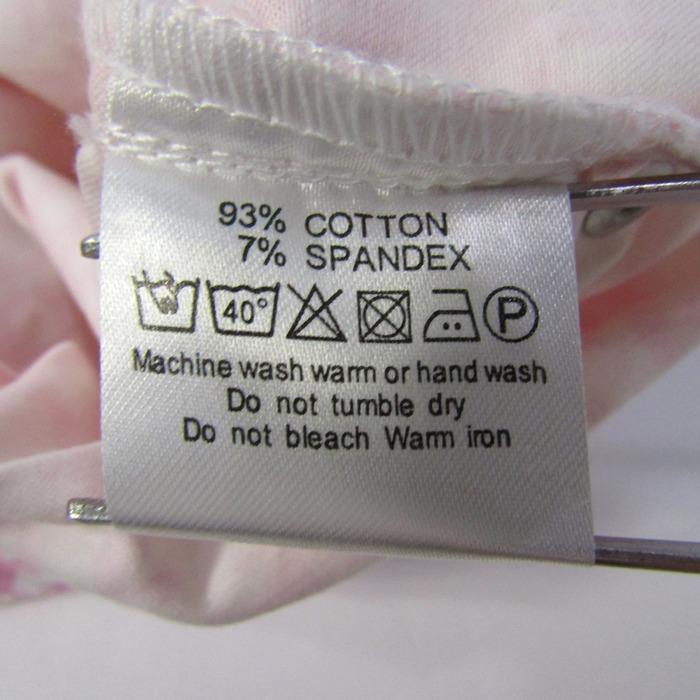 93% COTTON
7% SPANDEX
40° P
Machine wash warm or hand wash
Do not tumble dry
Do not bleach Warm iron